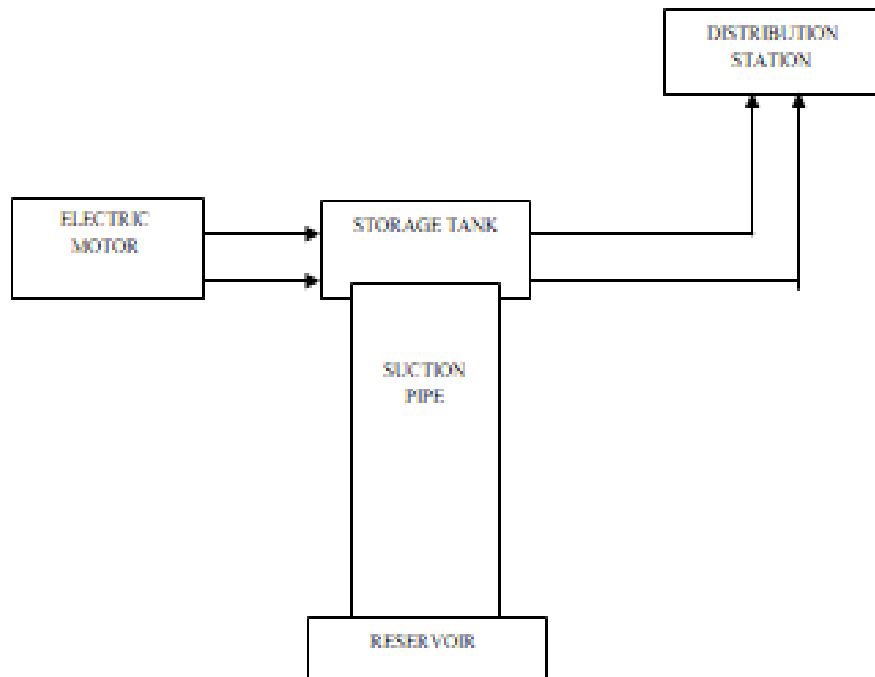 DISTRIBUTION
STATION
ELECTRIC
MOTOR
STORAGE TANK
SUCTION
PIPE
RESERVOIR